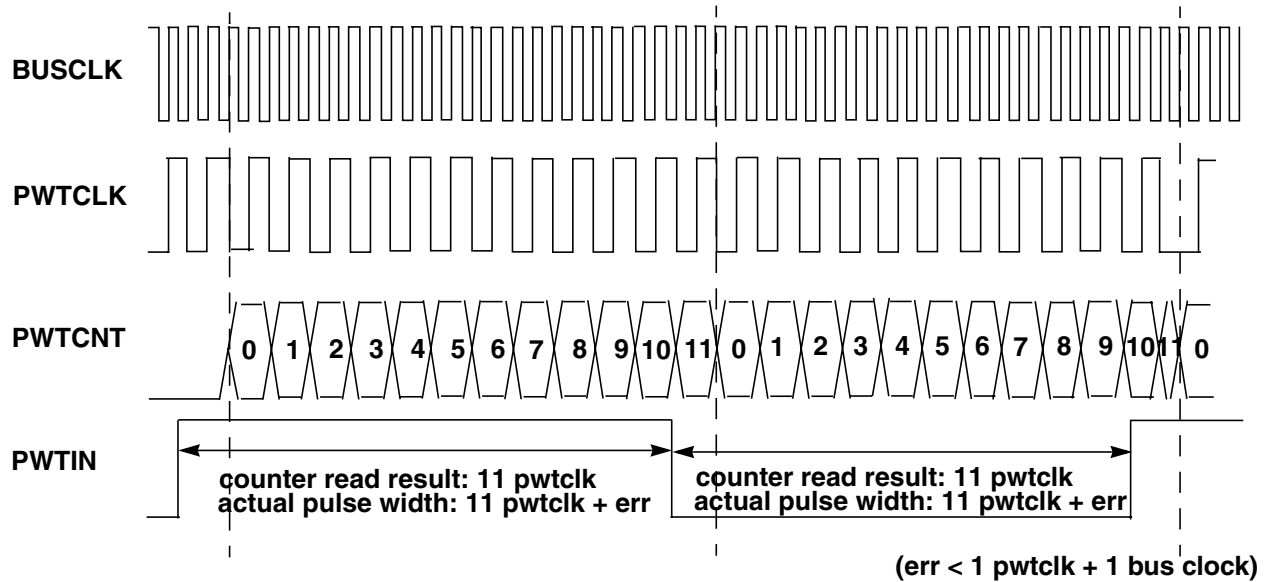 BUSCLK
PWTCLK
PWTCNT
0 1 2 3 4 5 6 7 8 9 10 11 0 1 2 3 4 5 6 7 8 9 10 11 0
PWTIN
counter read result: 11 pwtclk
actual pulse width: 11 pwtclk + err
counter read result: 11 pwtclk
actual pulse width: 11 pwtclk + err
(err < 1 pwtclk + 1 bus clock)